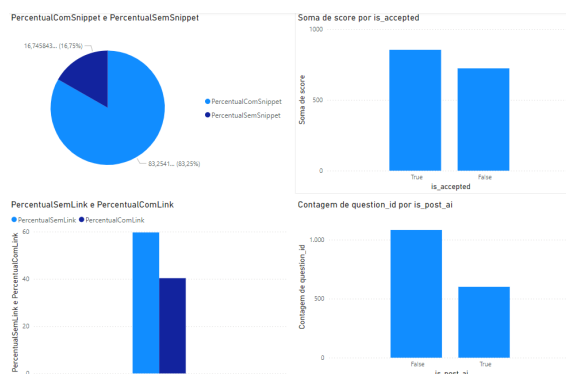 PercentualComSnippet e PercentualSemSnippet
16,745843... (16,75%)
83,2541... (83,25%)
PercentualComSnippet
PercentualSemSnippet
Soma de score por is_accepted
Soma de score
1000
500
0
True
False
is_accepted
PercentualSemLink e PercentualComLink
PercentualSemLink
PercentualComLink
PercentualSemLink e PercentualComLink
60
40
20
0
Contagem de question_id por is_post_ai
Contagem de question_id
1.000
500
0
False
True
is_post_ai